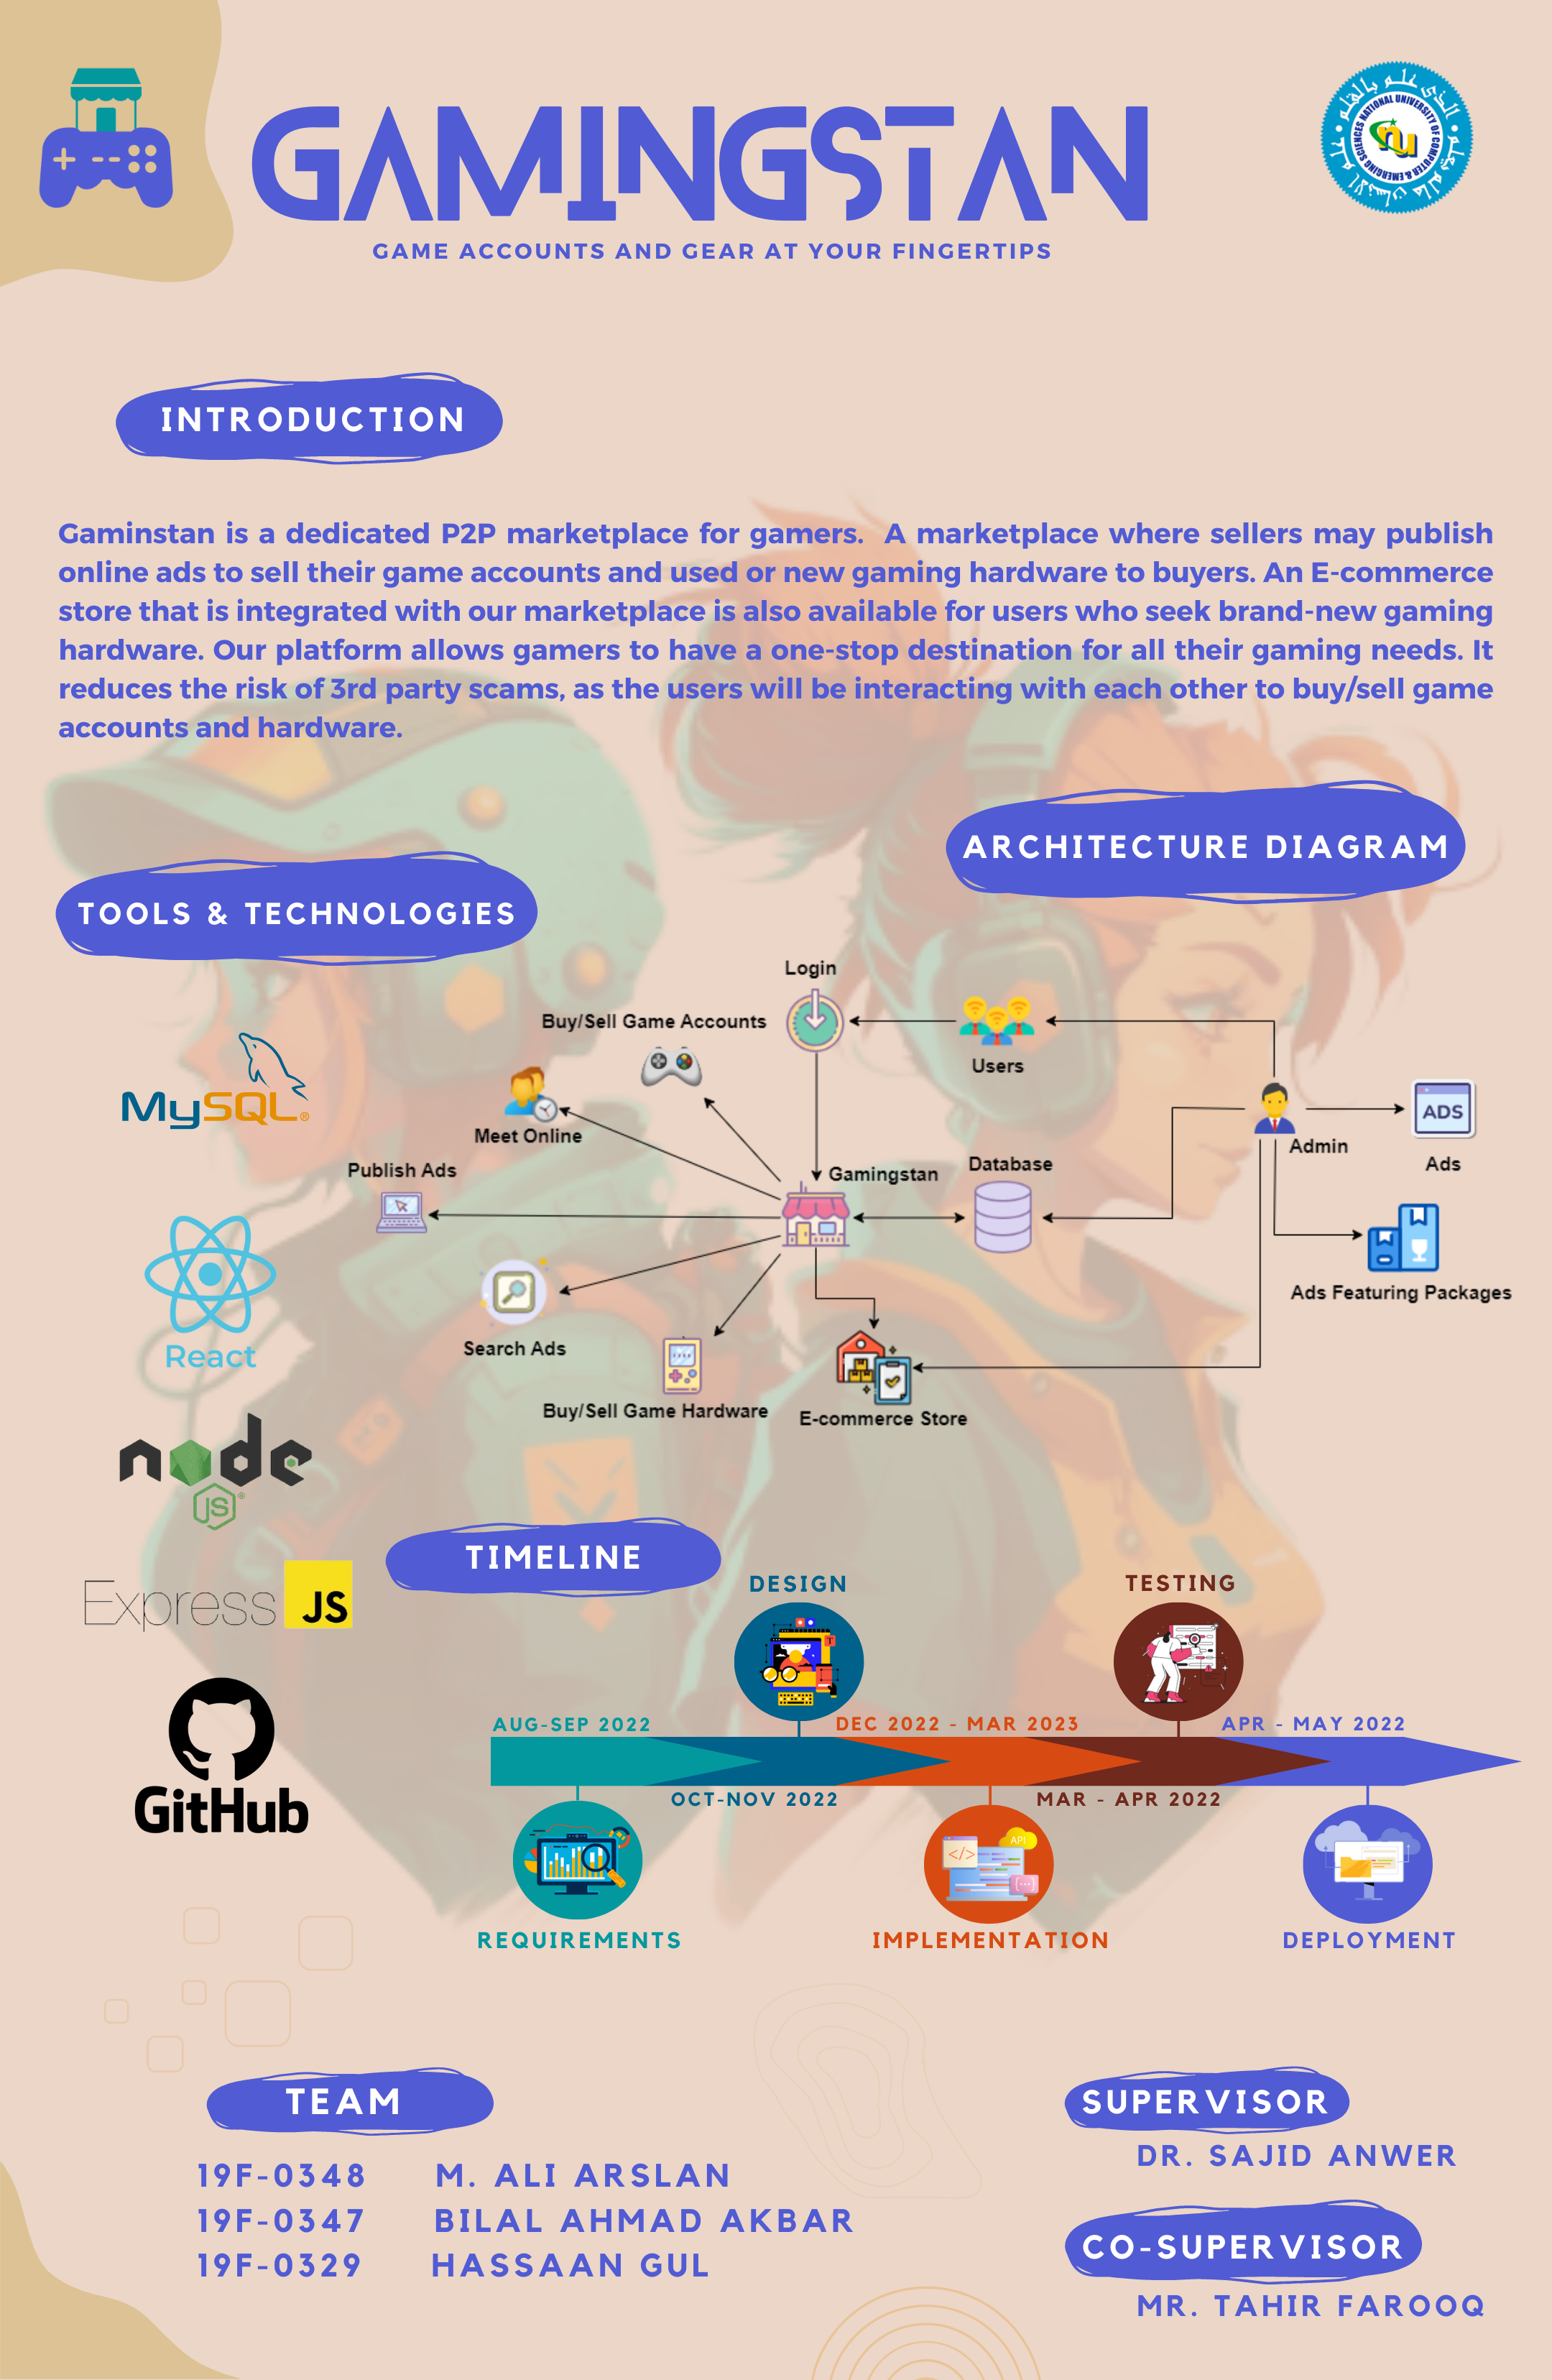 GAMINGSTAN
GAME ACCOUNTS AND GEAR AT YOUR FINGERTIPS
NATIONAL UNIVERSITY OF COMPUTER & EMERGING SCIENCES
nu
INTRODUCTION
Gaminstan is a dedicated P2P marketplace for gamers. A marketplace where sellers may publish
online ads to sell their game accounts and used or new gaming hardware to buyers. An E-commerce
store that is integrated with our marketplace is also available for users who seek brand-new gaming
hardware. Our platform allows gamers to have a one-stop destination for all their gaming needs. It
reduces the risk of 3rd party scams, as the users will be interacting with each other to buy/sell game
accounts and hardware.
ARCHITECTURE DIAGRAM
TOOLS & TECHNOLOGIES
Login
Buy/Sell Game Accounts
Users
MySQL®
Meet Online
ADS
Admin
Ads
Publish Ads
Gamingstan
Database
Ads Featuring Packages
React
Search Ads
Buy/Sell Game Hardware
E-commerce Store
node
JS®
Express JS
GitHub
TIMELINE
DESIGN
TESTING
AUG-SEP 2022
DEC 2022 - MAR 2023
APR - MAY 2022
OCT-NOV 2022
MAR - APR 2022
API
</>
REQUIREMENTS
IMPLEMENTATION
DEPLOYMENT
TEAM
19F-0348 M. ALI ARSLAN
19F-0347 BILAL AHMAD AKBAR
19F-0329 HASSAAN GUL
SUPERVISOR
DR. SAJID ANWER
CO-SUPERVISOR
MR. TAHIR FAROOQ